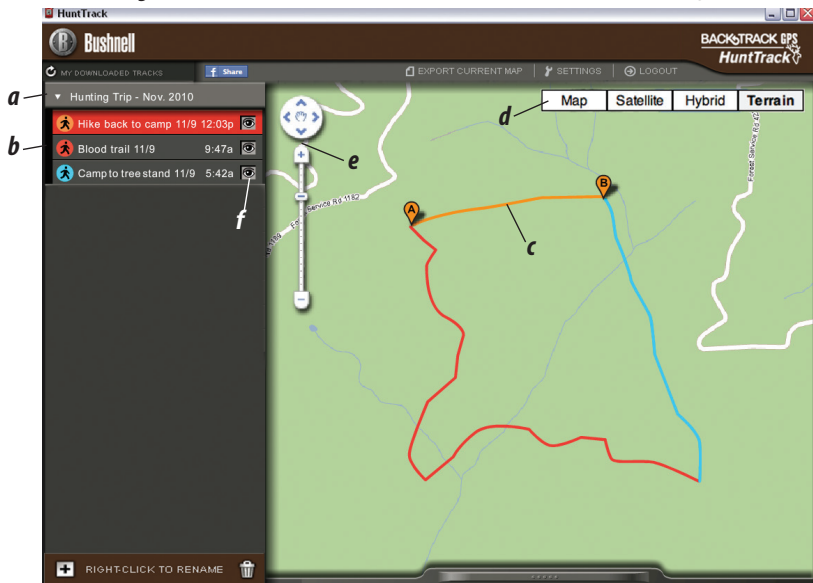 HuntTrack
B Bushnell
BACKTRACK GPS
HuntTrack
MY DOWNLOADED TRACKS
f Share
EXPORT CURRENT MAP
SETTINGS
LOGOUT
a
Hunting Trip - Nov. 2010
b
Hike back to camp 11/9 12:03p
Blood trail 11/9 9:47a
Camp to tree stand 11/9 5:42a
f
d
Map Satellite Hybrid Terrain
e
Forest Service Rd 1182
A
B
c
RIGHT-CLICK TO RENAME